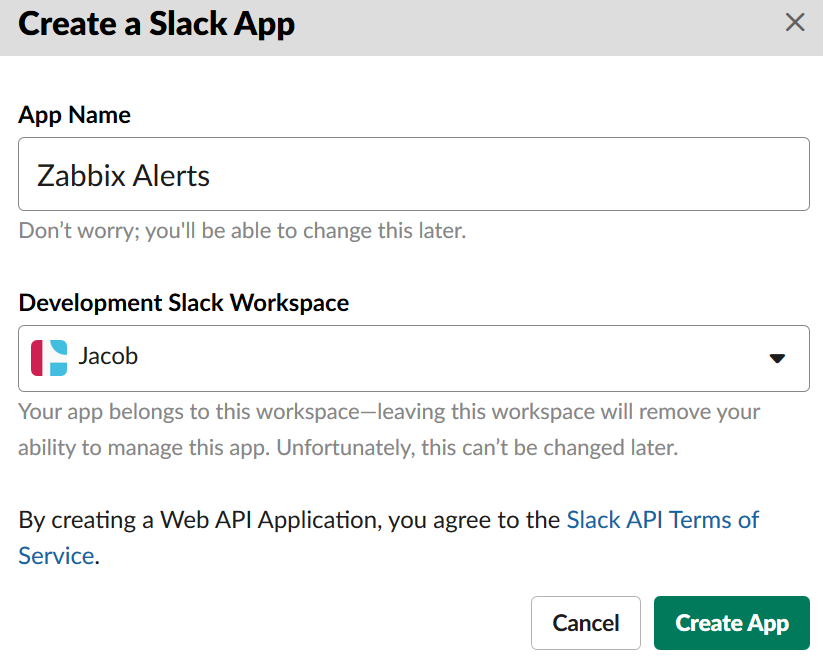 Create a Slack App
App Name
Zabbix Alerts
Don’t worry; you'll be able to change this later.
Development Slack Workspace
Jacob
Your app belongs to this workspace—leaving this workspace will remove your
ability to manage this app. Unfortunately, this can’t be changed later.
By creating a Web API Application, you agree to the Slack API Terms of
Service.
Cancel
Create App